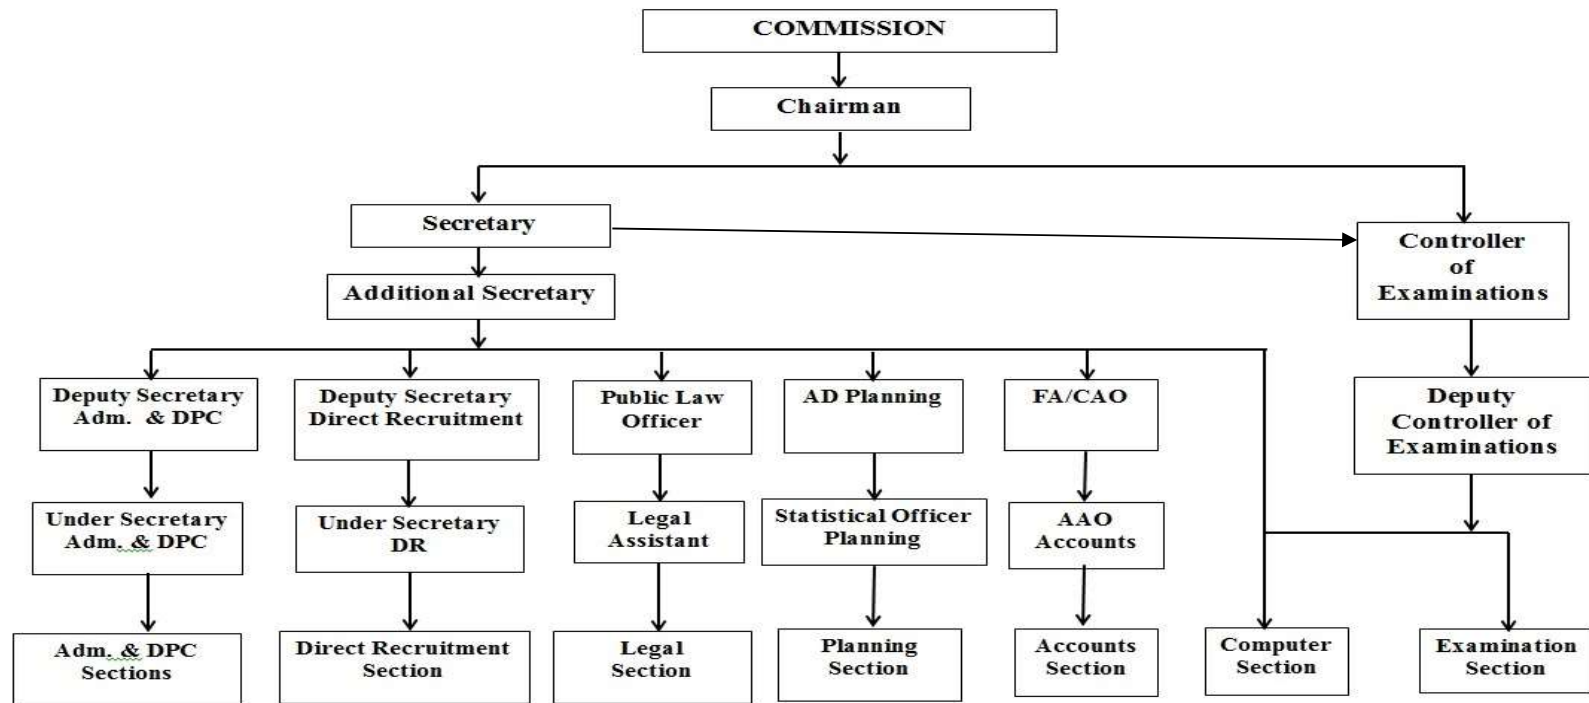 COMMISSION
Chairman
Secretary
Controller
of
Examinations
Additional Secretary
Deputy Secretary
Adm. & DPC
Deputy Secretary
Direct Recruitment
Public Law
Officer
AD Planning
FA/CAO
Deputy
Controller of
Examinations
Under Secretary
Adm. & DPC
Under Secretary
DR
Legal
Assistant
Statistical Officer
Planning
AAO
Accounts
Adm. & DPC
Sections
Direct Recruitment
Section
Legal
Section
Planning
Section
Accounts
Section
Computer
Section
Examination
Section